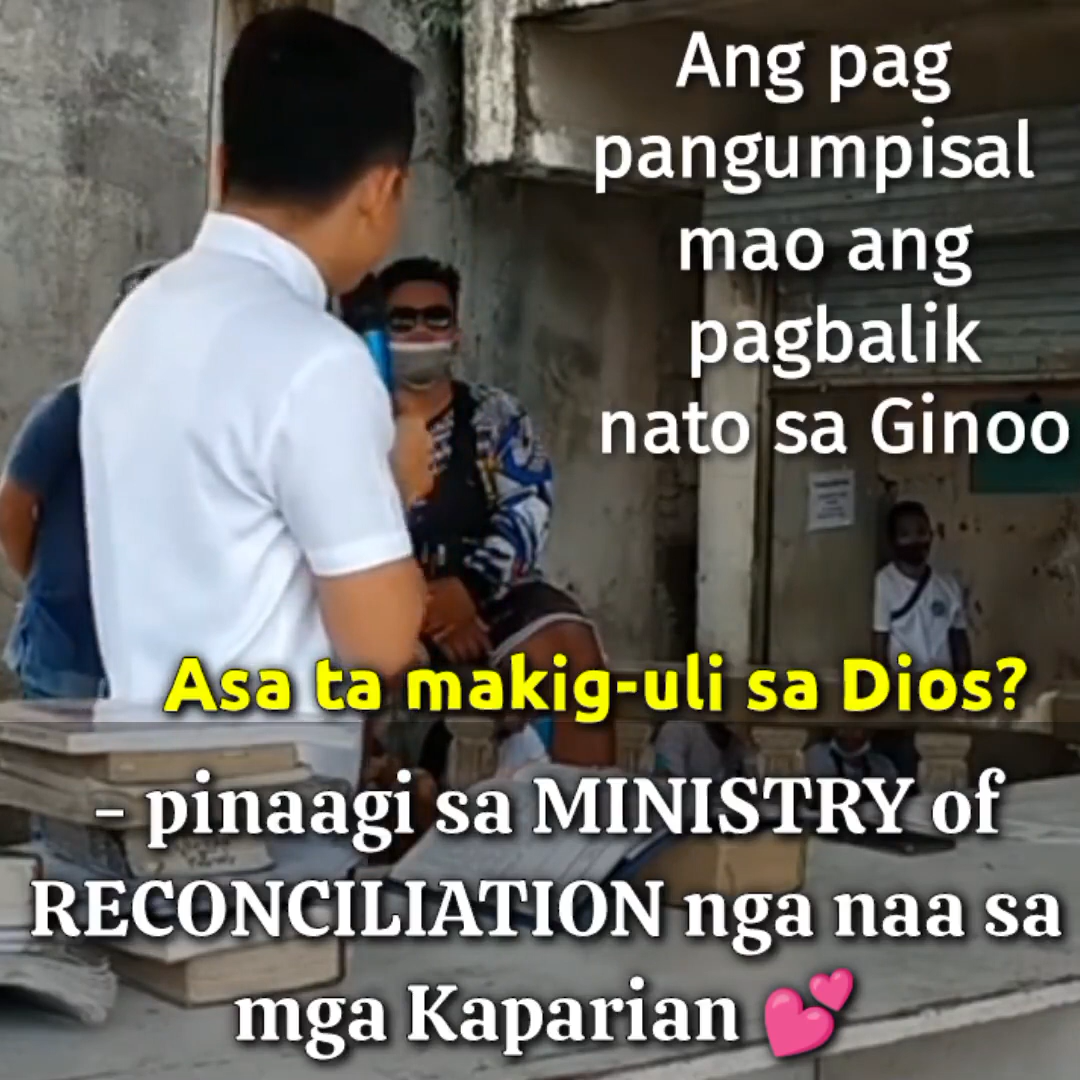 Ang pag
pangumpisal
mao ang
pagbalik
nato sa Ginoo
Asa ta makig-uli sa Dios?
- pinaagi sa MINISTRY of
RECONCILIATION nga naa sa
mga Kaparian 💕